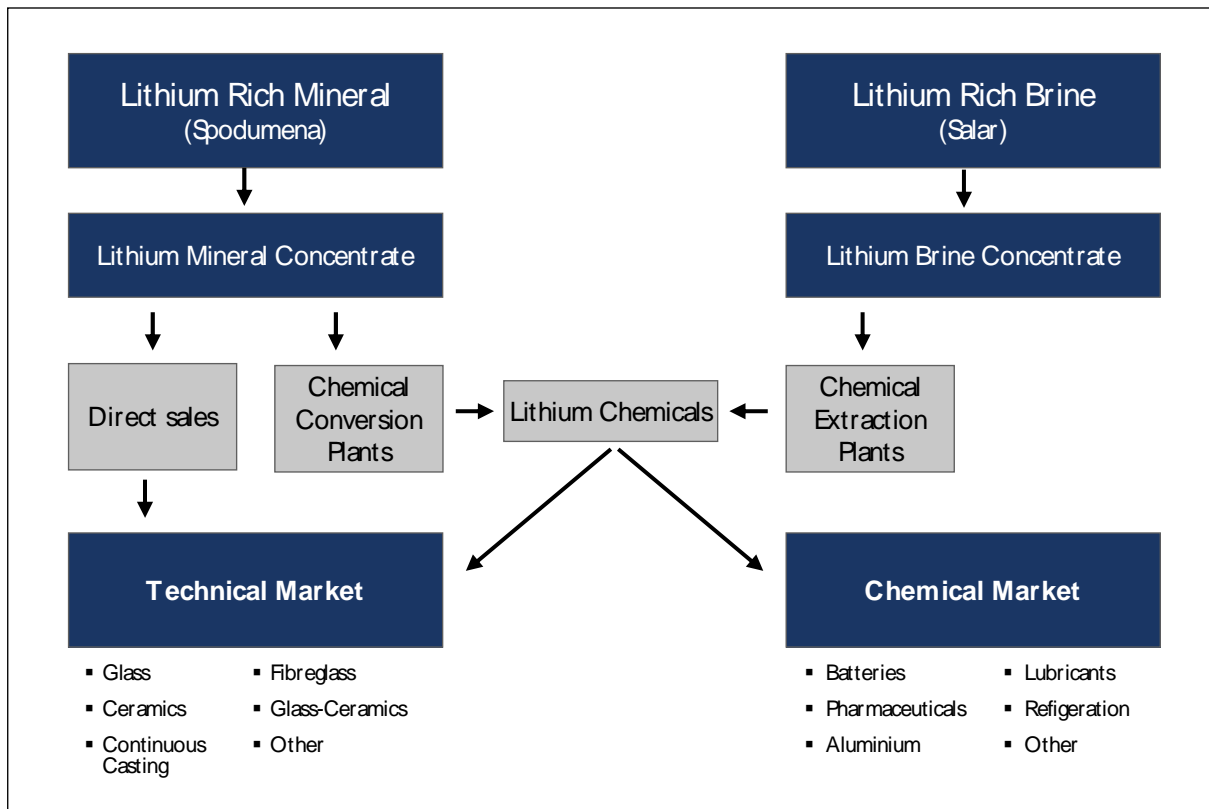 Lithium Rich Mineral
(Spodumena)
Lithium Rich Brine
(Salar)
Lithium Mineral Concentrate
Lithium Brine Concentrate
Direct sales
Chemical
Conversion
Plants
Lithium Chemicals
Chemical
Extraction
Plants
Technical Market
Chemical Market
▪ Glass
▪ Ceramics
▪ Continuous
Casting
▪ Fibreglass
▪ Glass-Ceramics
▪ Other
▪ Batteries
▪ Pharmaceuticals
▪ Aluminium
▪ Lubricants
▪ Refigeration
▪ Other